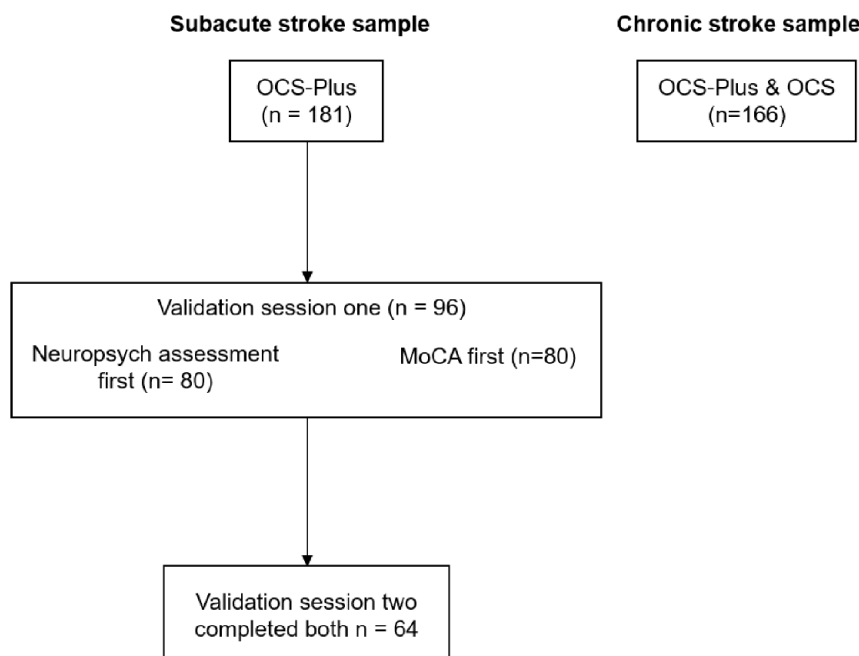 Subacute stroke sample
Chronic stroke sample
OCS-Plus
(n = 181)
OCS-Plus & OCS
(n=166)
Validation session one (n = 96)
Neuropsych assessment
first (n= 80)
MoCA first (n=80)
Validation session two
completed both n = 64